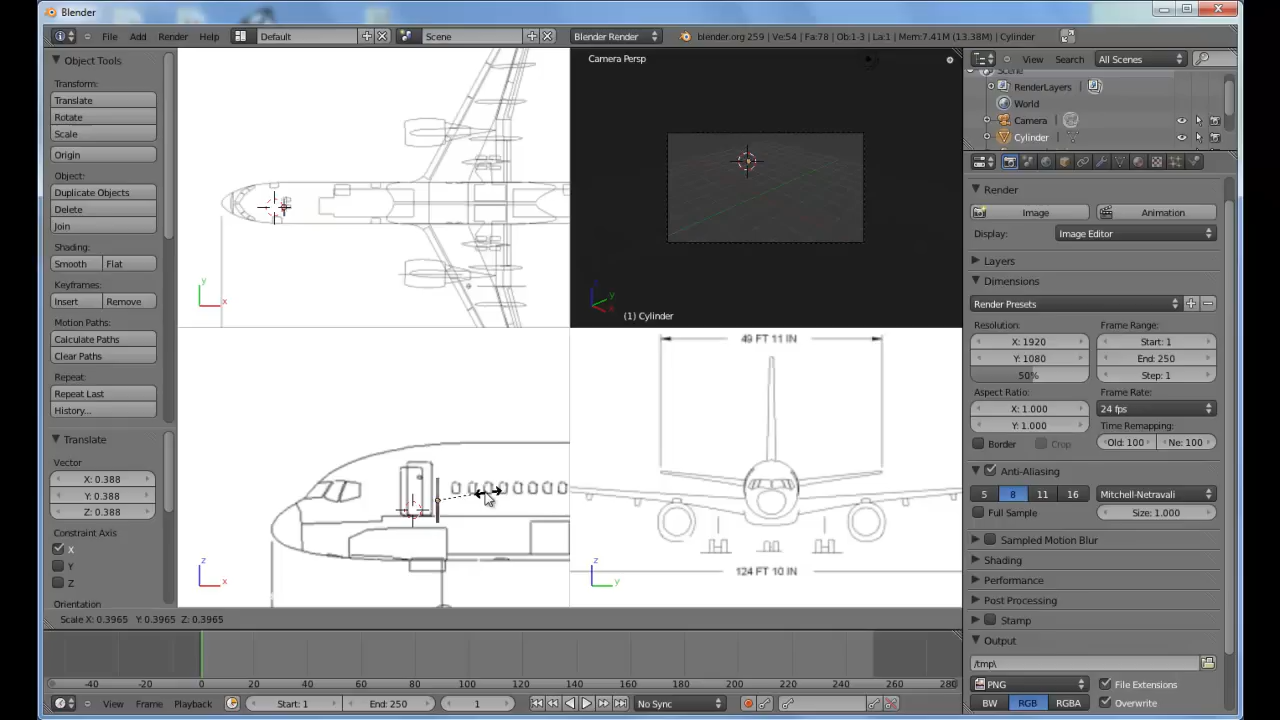 Blender
File Add Render Help Default Scene Blender Render blender.org 259 | Ve:54 | Fa:78 | Ob:1-3 | La:1 | Mem:7.41M (13.38M) | Cylinder
Object Tools
Transform:
Translate
Rotate
Scale
Origin
Object:
Duplicate Objects
Delete
Join
Shading:
Smooth Flat
Keyframes:
Insert Remove
Motion Paths:
Calculate Paths
Clear Paths
Repeat:
Repeat Last
History...
Translate
Vector
X: 0.388
Y: 0.388
Z: 0.388
Constraint Axis
X
Y
Z
Orientation
y
x
Camera Persp
z
y
x
(1) Cylinder
z
x
49 FT 11 IN
124 FT 10 IN
z
y
Scale X: 0.3965 Y: 0.3965 Z: 0.3965
-40 -20 0 20 40 60 80 100 120 140 160 180 200 220 240 260 280
View Frame Playback Start: 1 End: 250 1 No Sync
View Search All Scenes
Scene
RenderLayers
World
Camera
Cylinder
Render
Image Animation
Display: Image Editor
Layers
Dimensions
Render Presets
Resolution: Frame Range:
X: 1920 Start: 1
Y: 1080 End: 250
50% Step: 1
Aspect Ratio: Frame Rate:
X: 1.000 24 fps
Y: 1.000 Time Remapping:
Border Crop Old: 100 Ne: 100
Anti-Aliasing
5 8 11 16 Mitchell-Netravali
Full Sample Size: 1.000
Sampled Motion Blur
Shading
Performance
Post Processing
Stamp
Output
/tmp\
PNG File Extensions
BW RGB RGBA Overwrite